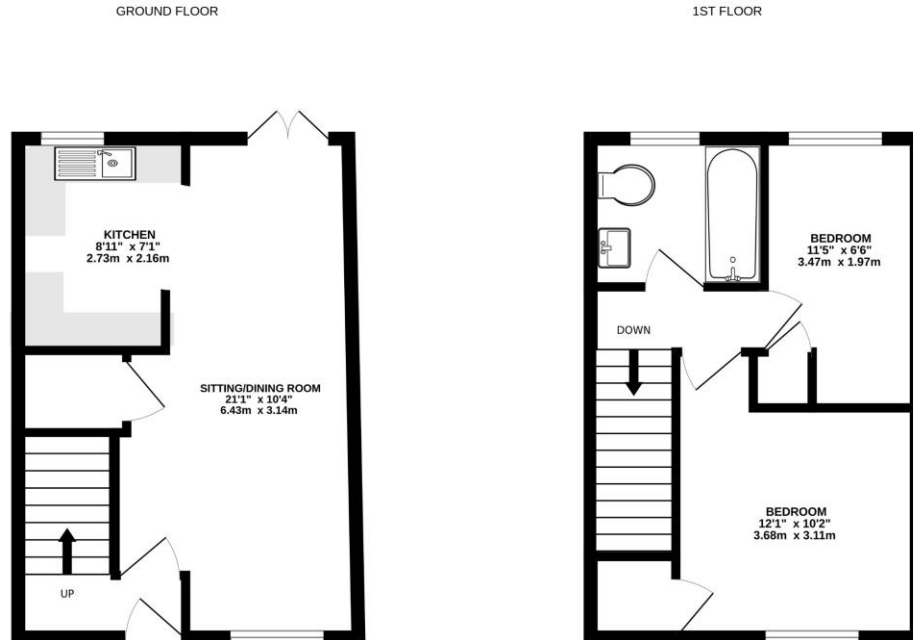 GROUND FLOOR
KITCHEN
8'11" x 7'1"
2.73m x 2.16m
SITTING/DINING ROOM
21'1" x 10'4"
6.43m x 3.14m
UP
1ST FLOOR
BEDROOM
11'5" x 6'6"
3.47m x 1.97m
DOWN
BEDROOM
12'1" x 10'2"
3.68m x 3.11m